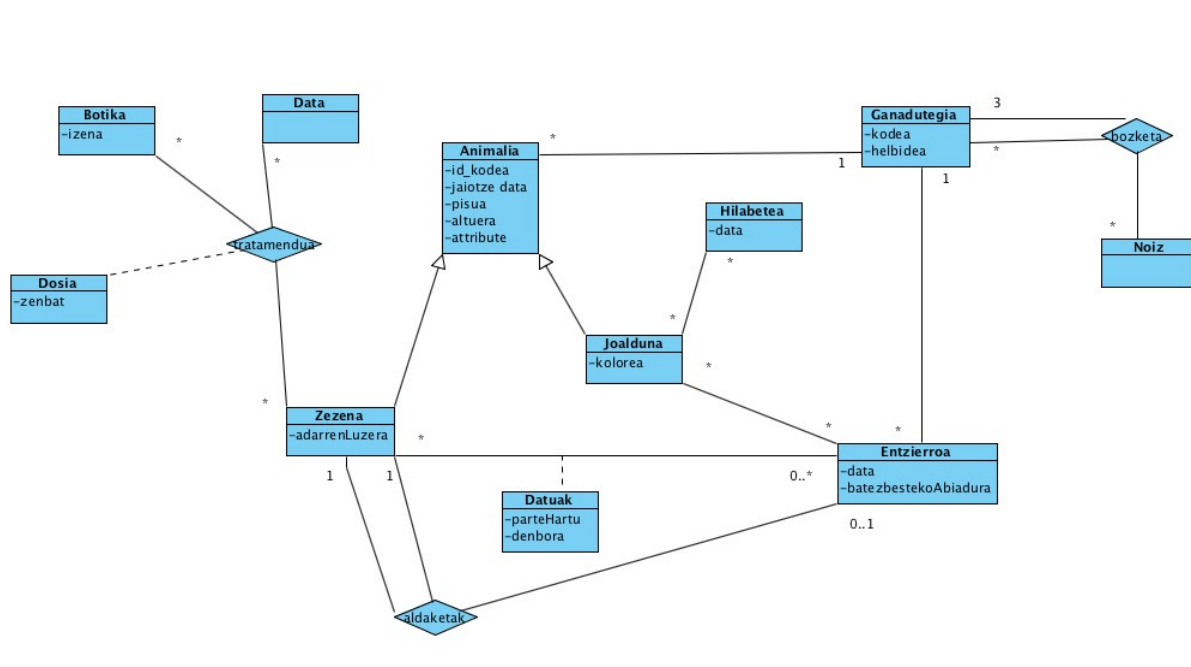 Botika
-izena
*
Data
*
tratamendua
Dosia
-zenbat
*
Animalia
-id_kodea
-jaiotze data
-pisua
-altuera
-attribute
*
1
Ganadutegia
-kodea
-helbidea
3
*
bozketa
*
Noiz
1
Hilabetea
-data
*
*
Joalduna
-kolorea
*
*
*
Zezena
-adarrenLuzera
*
1
1
0..*
Entzierroa
-data
-batezbestekoAbiadura
0..1
Datuak
-parteHartu
-denbora
aldaketak